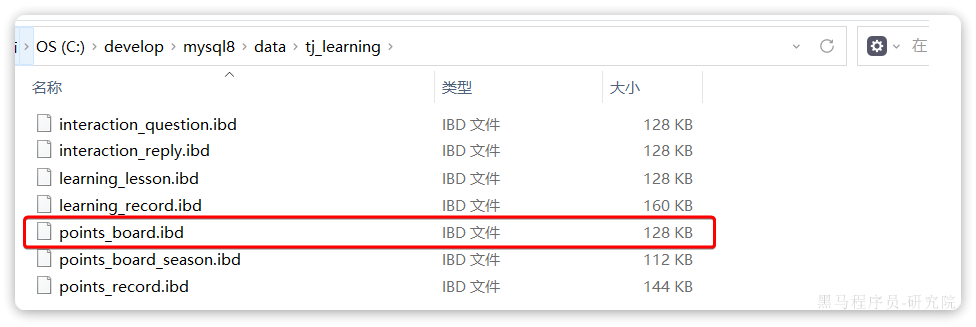 OS (C:) › develop › mysql8 › data › tj_learning › 在
名称 类型 大小
interaction_question.ibd IBD 文件 128 KB
interaction_reply.ibd IBD 文件 128 KB
learning_lesson.ibd IBD 文件 128 KB
learning_record.ibd IBD 文件 160 KB
points_board.ibd IBD 文件 128 KB
points_board_season.ibd IBD 文件 112 KB
points_record.ibd IBD 文件 144 KB
黑马程序员-研究院